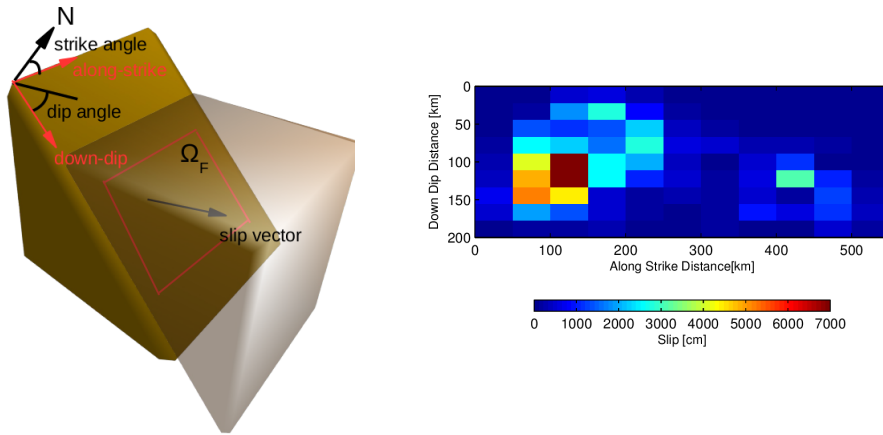 N
strike angle
along-strike
dip angle
down-dip
Ω_F
slip vector
0
50
100
150
200
Down Dip Distance [km]
0 100 200 300 400 500
Along Strike Distance[km]
0 1000 2000 3000 4000 5000 6000 7000
Slip [cm]